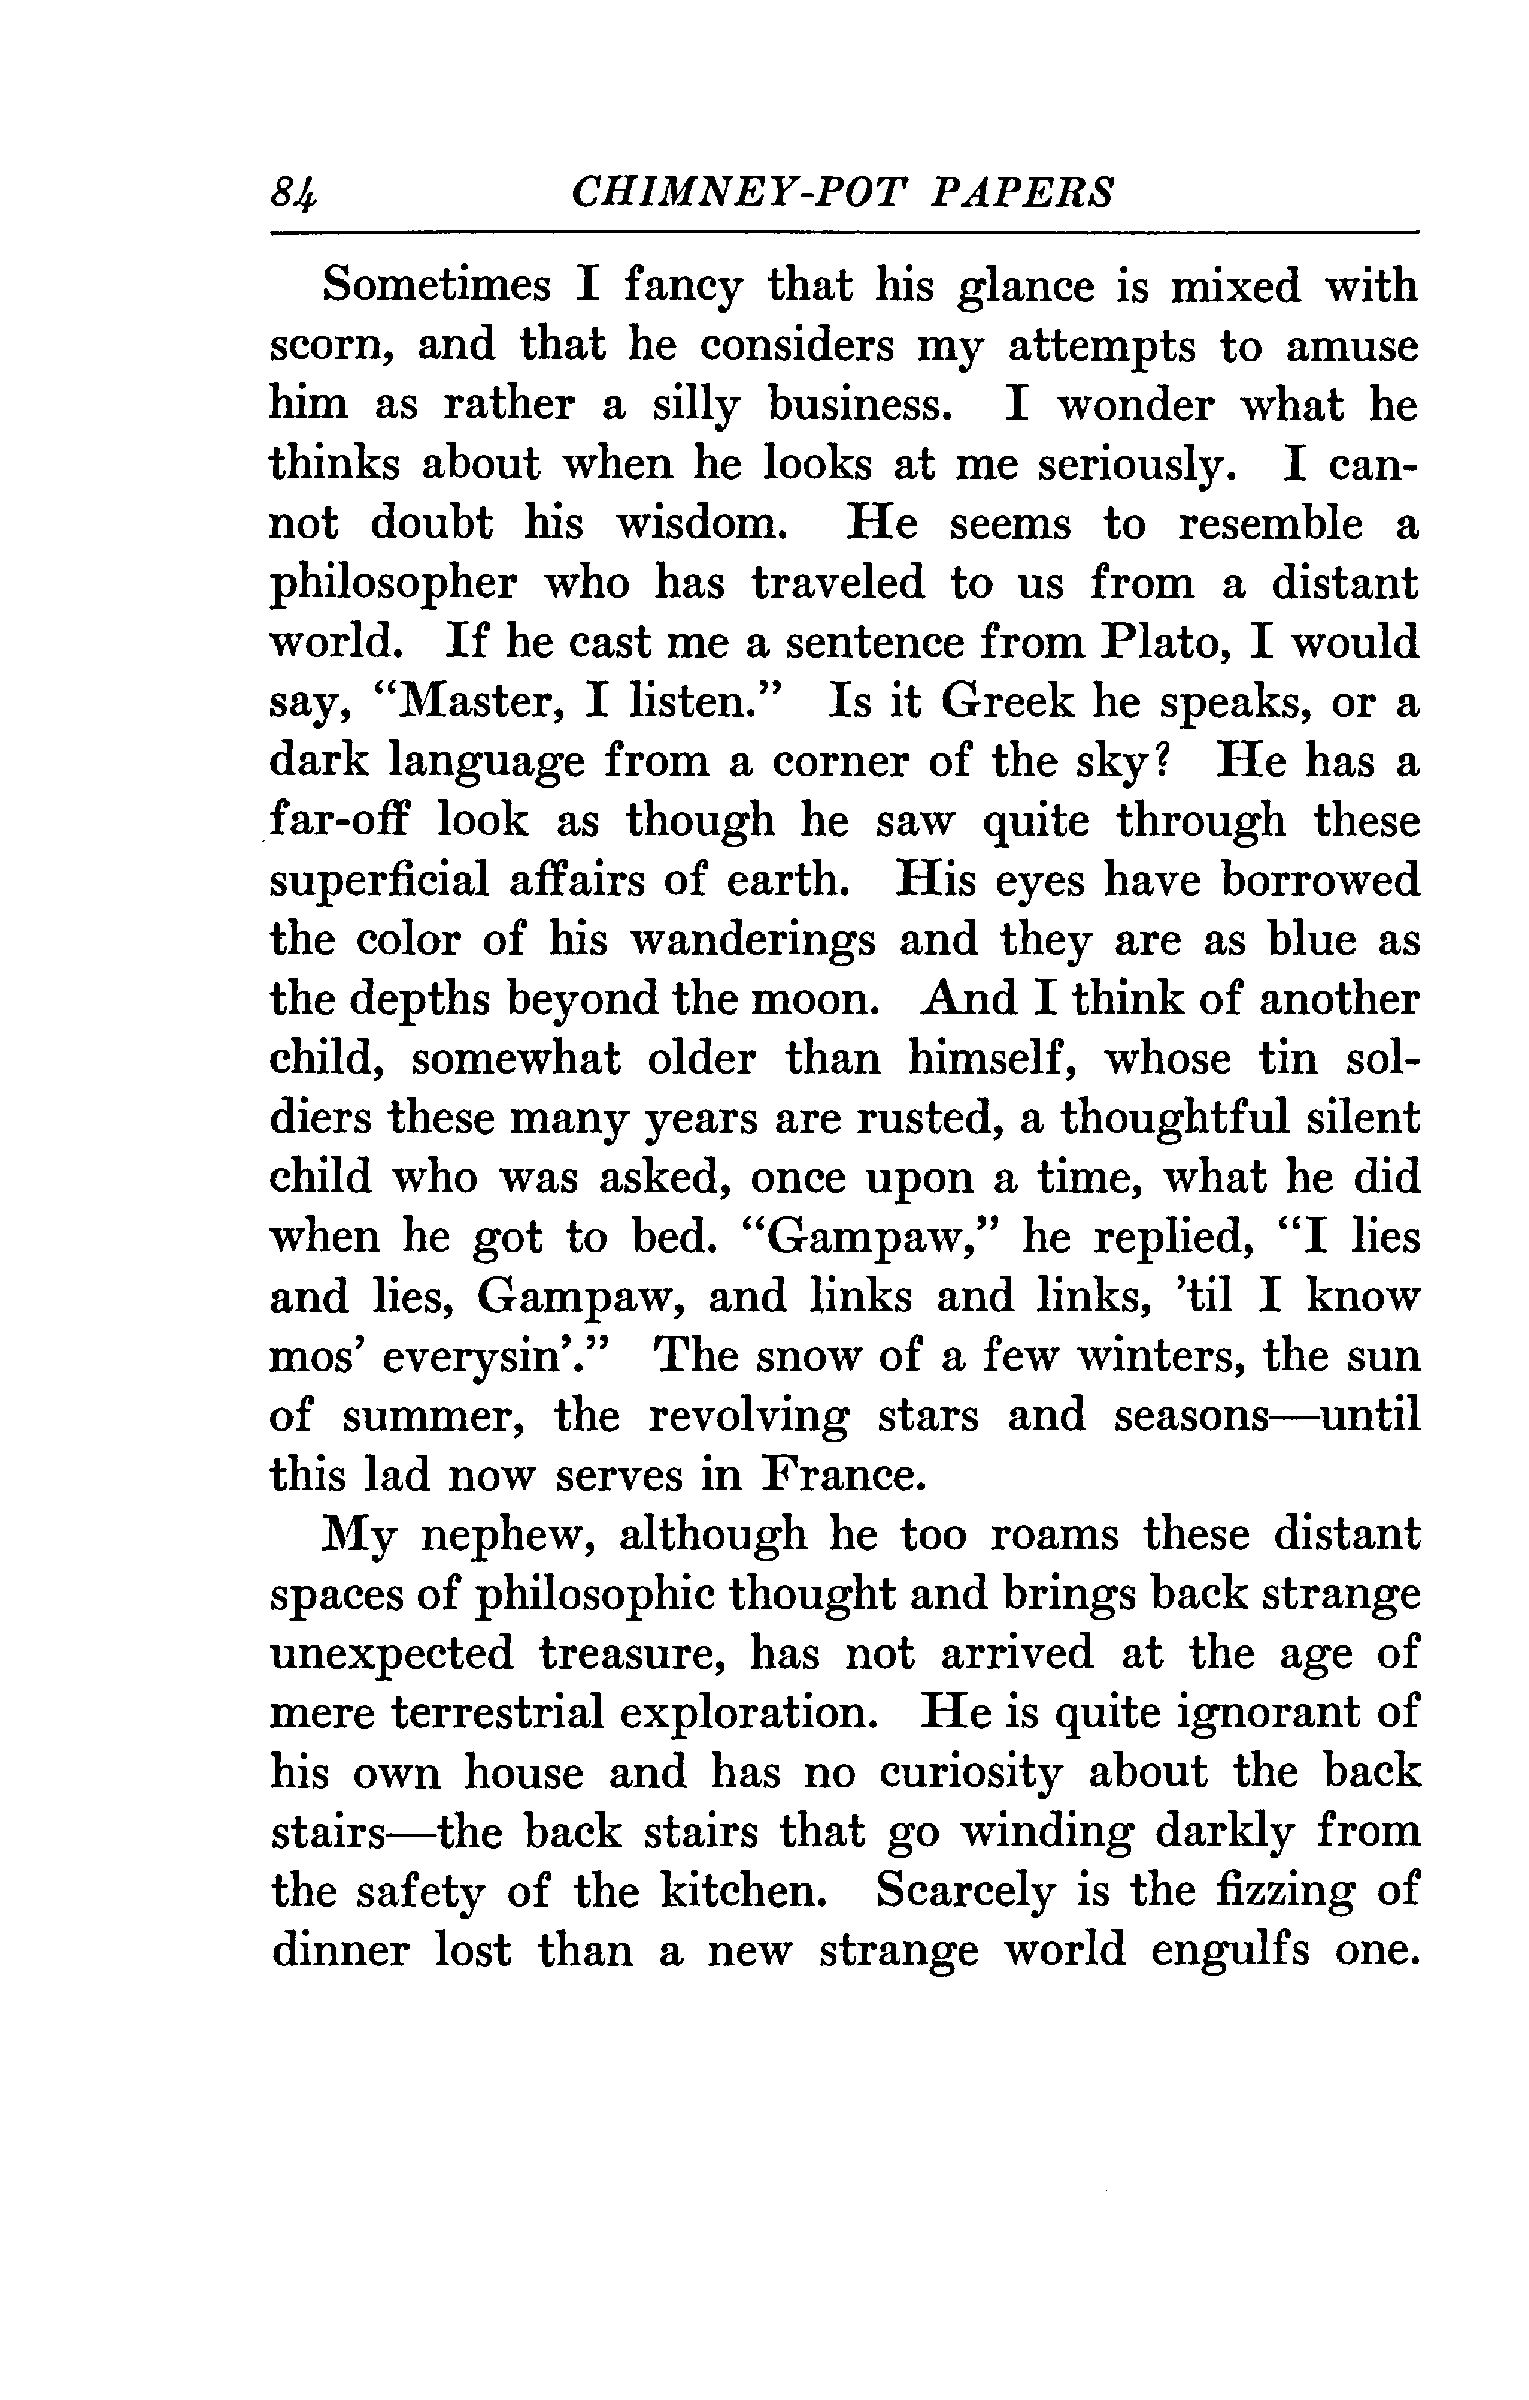 84 CHIMNEY-POT PAPERS
Sometimes I fancy that his glance is mixed with
scorn, and that he considers my attempts to amuse
him as rather a silly business. I wonder what he
thinks about when he looks at me seriously. I can-
not doubt his wisdom. He seems to resemble a
philosopher who has traveled to us from a distant
world. If he cast me a sentence from Plato, I would
say, “Master, I listen.” Is it Greek he speaks, or a
dark language from a corner of the sky? He has a
far-off look as though he saw quite through these
superficial affairs of earth. His eyes have borrowed
the color of his wanderings and they are as blue as
the depths beyond the moon. And I think of another
child, somewhat older than himself, whose tin sol-
diers these many years are rusted, a thoughtful silent
child who was asked, once upon a time, what he did
when he got to bed. “Gampaw,” he replied, “I lies
and lies, Gampaw, and links and links, ’til I know
mos’ everysin’.” The snow of a few winters, the sun
of summer, the revolving stars and seasons—until
this lad now serves in France.
My nephew, although he too roams these distant
spaces of philosophic thought and brings back strange
unexpected treasure, has not arrived at the age of
mere terrestrial exploration. He is quite ignorant of
his own house and has no curiosity about the back
stairs—the back stairs that go winding darkly from
the safety of the kitchen. Scarcely is the fizzing of
dinner lost than a new strange world engulfs one.